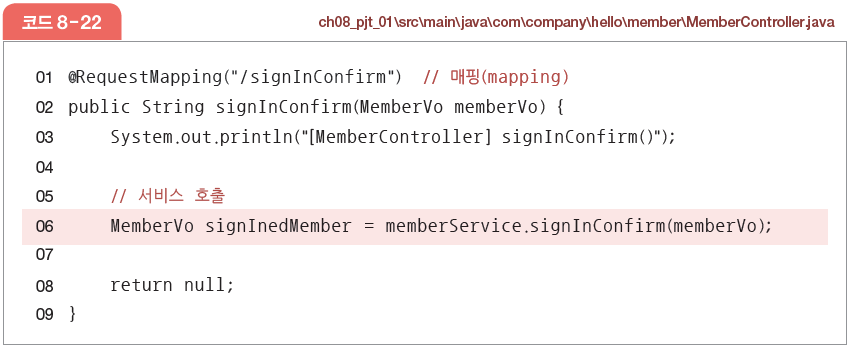 코드 8-22
ch08_pjt_01\src\main\java\com\company\hello\member\MemberController.java
01 @RequestMapping("/signInConfirm") // 매핑(mapping)
02 public String signInConfirm(MemberVo memberVo) {
03 System.out.println("[MemberController] signInConfirm()");
04
05 // 서비스 호출
06 MemberVo signInedMember = memberService.signInConfirm(memberVo);
07
08 return null;
09 }